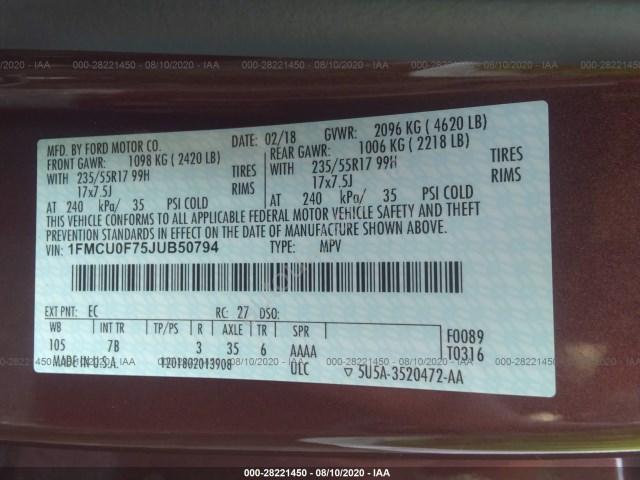 000-28221450 - 08/10/2020 - IAA
MFD. BY FORD MOTOR CO. DATE: 02/18 GVWR: 2096 KG ( 4620 LB)
FRONT GAWR: 1098 KG ( 2420 LB) REAR GAWR: 1006 KG ( 2218 LB)
WITH 235/55R17 99H TIRES WITH 235/55R17 99H TIRES
17x7.5J RIMS 17x7.5J RIMS
AT 240 kPa/ 35 PSI COLD AT 240 kPa/ 35 PSI COLD
THIS VEHICLE CONFORMS TO ALL APPLICABLE FEDERAL MOTOR VEHICLE SAFETY AND THEFT
PREVENTION STANDARDS IN EFFECT ON THE DATE OF MANUFACTURE SHOWN ABOVE.
VIN: 1FMCU0F75JUB50794 TYPE: MPV
EXT PNT: EC RC: 27 DSO:
WB INT TR TP/PS R AXLE TR SPR F0089
105 7B 3 35 6 AAAA T0316
MADE IN U.S.A. T201802013908 ULC ▽ 5U5A-3520472-AA
000-28221450 - 08/10/2020 - IAA